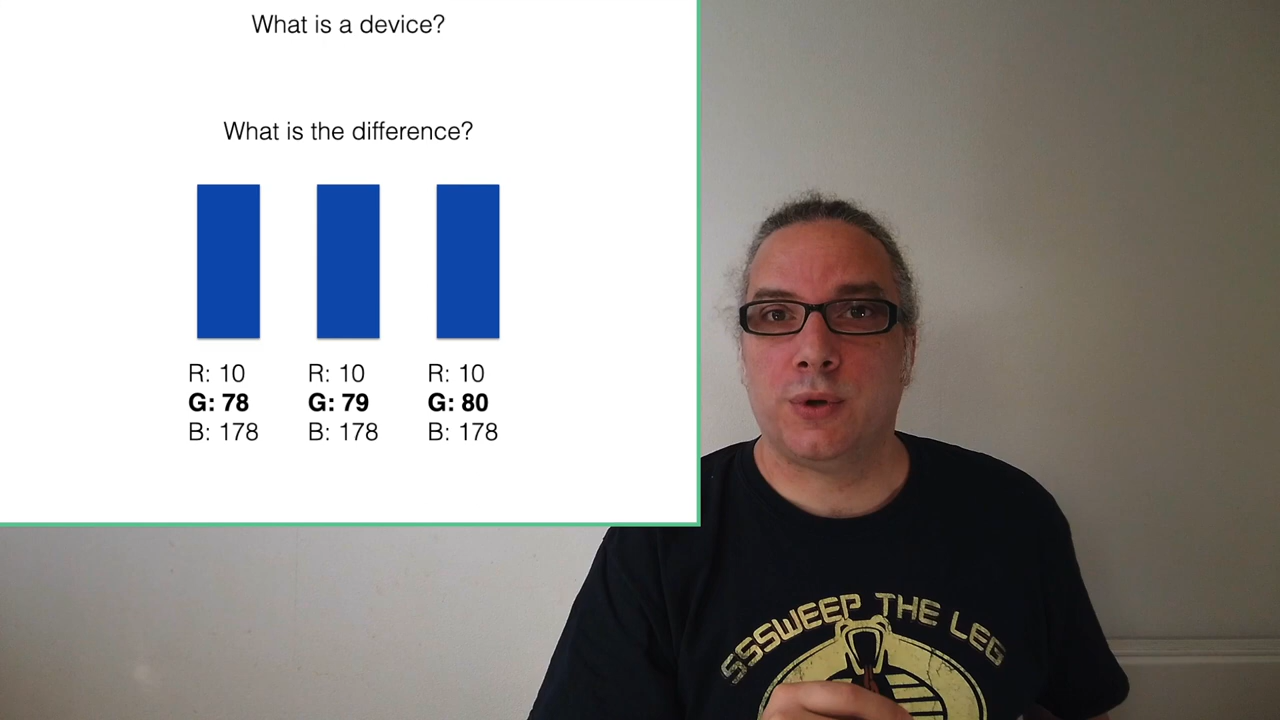 What is a device?
What is the difference?
R: 10
G: 78
B: 178
R: 10
G: 79
B: 178
R: 10
G: 80
B: 178
SSSWEEP THE LEG